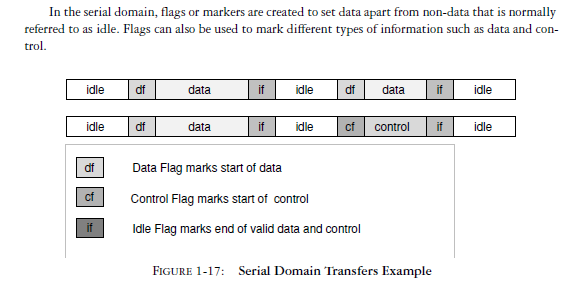 In the serial domain, flags or markers are created to set data apart from non-data that is normally
referred to as idle. Flags can also be used to mark different types of information such as data and con-
trol.
idle df data if idle df data if idle
idle df data if idle cf control if idle
df Data Flag marks start of data
cf Control Flag marks start of control
if Idle Flag marks end of valid data and control
FIGURE 1-17: Serial Domain Transfers Example